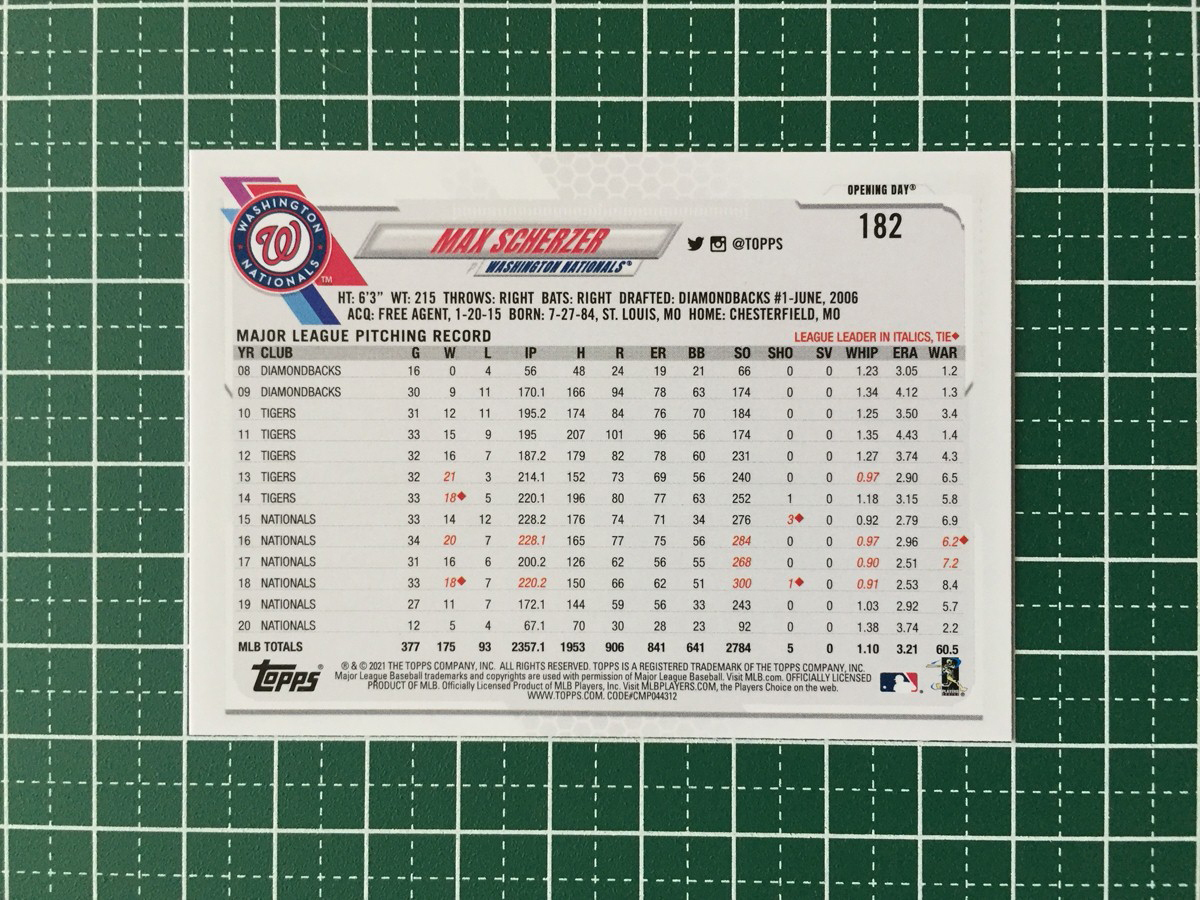 OPENING DAY®
182
WASHINGTON
W
NATIONALS
TM
MAX SCHERZER
@TOPPS
WASHINGTON NATIONALS®
HT: 6'3" WT: 215 THROWS: RIGHT BATS: RIGHT DRAFTED: DIAMONDBACKS #1-JUNE, 2006
ACQ: FREE AGENT, 1-20-15 BORN: 7-27-84, ST. LOUIS, MO HOME: CHESTERFIELD, MO
MAJOR LEAGUE PITCHING RECORD LEAGUE LEADER IN ITALICS, TIE◆
YR CLUB G W L IP H R ER BB SO SHO SV WHIP ERA WAR
08 DIAMONDBACKS 16 0 4 56 48 24 19 21 66 0 0 1.23 3.05 1.2
09 DIAMONDBACKS 30 9 11 170.1 166 94 78 63 174 0 0 1.34 4.12 1.3
10 TIGERS 31 12 11 195.2 174 84 76 70 184 0 0 1.25 3.50 3.4
11 TIGERS 33 15 9 195 207 101 96 56 174 0 0 1.35 4.43 1.4
12 TIGERS 32 16 7 187.2 179 82 78 60 231 0 0 1.27 3.74 4.3
13 TIGERS 32 21 3 214.1 152 73 69 56 240 0 0 0.97 2.90 6.5
14 TIGERS 33 18◆ 5 220.1 196 80 77 63 252 1 0 1.18 3.15 5.8
15 NATIONALS 33 14 12 228.2 176 74 71 34 276 3◆ 0 0.92 2.79 6.9
16 NATIONALS 34 20 7 228.1 165 77 75 56 284 0 0 0.97 2.96 6.2◆
17 NATIONALS 31 16 6 200.2 126 62 56 55 268 0 0 0.90 2.51 7.2
18 NATIONALS 33 18◆ 7 220.2 150 66 62 51 300 1◆ 0 0.91 2.53 8.4
19 NATIONALS 27 11 7 172.1 144 59 56 33 243 0 0 1.03 2.92 5.7
20 NATIONALS 12 5 4 67.1 70 30 28 23 92 0 0 1.38 3.74 2.2
MLB TOTALS 377 175 93 2357.1 1953 906 841 641 2784 5 0 1.10 3.21 60.5
Topps®
® & © 2021 THE TOPPS COMPANY, INC. ALL RIGHTS RESERVED. TOPPS IS A REGISTERED TRADEMARK OF THE TOPPS COMPANY, INC.
Major League Baseball trademarks and copyrights are used with permission of Major League Baseball. Visit MLB.com. OFFICIALLY LICENSED
PRODUCT OF MLB. Officially Licensed Product of MLB Players, Inc. Visit MLBPLAYERS.COM, the Players Choice on the web.
WWW.TOPPS.COM. CODE#CMP044312